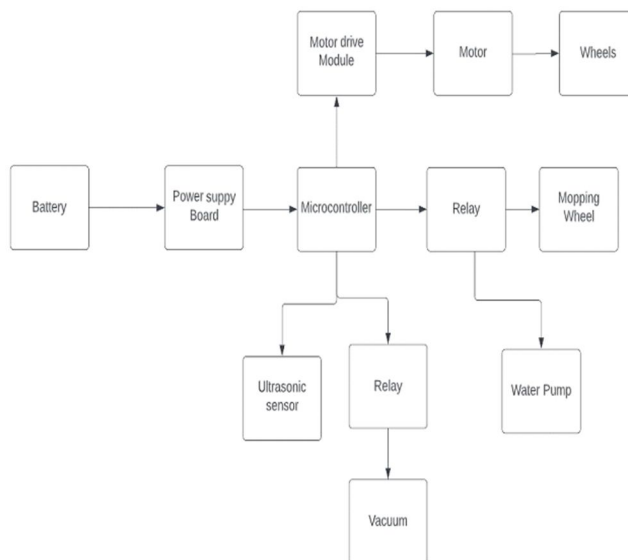 Motor drive
Module
Motor
Wheels
Battery
Power suppy
Board
Microcontroller
Relay
Mopping
Wheel
Ultrasonic
sensor
Relay
Water Pump
Vacuum